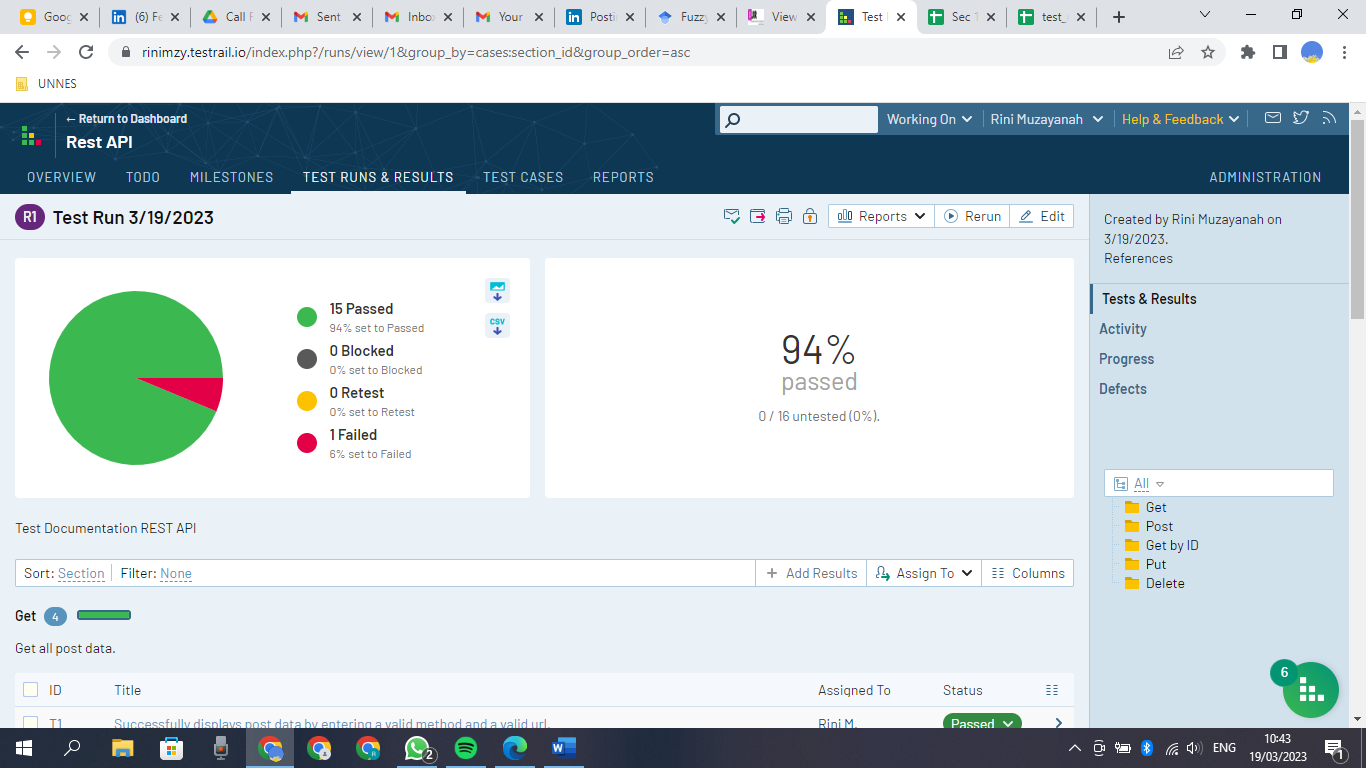 Goog
(6) Fe
Call F
Sent
Inbox
Your
Postin
Fuzzy
View
Test
Sec 1
test_
rinimzy.testrail.io/index.php?/runs/view/1&group_by=cases:section_id&group_order=asc
UNNES
← Return to Dashboard
Rest API
Working On
Rini Muzayanah
Help & Feedback
OVERVIEW
TODO
MILESTONES
TEST RUNS & RESULTS
TEST CASES
REPORTS
ADMINISTRATION
R1 Test Run 3/19/2023
Reports
Rerun
Edit
15 Passed
94% set to Passed
0 Blocked
0% set to Blocked
0 Retest
0% set to Retest
1 Failed
6% set to Failed
CSV
94%
passed
0 / 16 untested (0%).
Created by Rini Muzayanah on
3/19/2023.
References
Tests & Results
Activity
Progress
Defects
All
Get
Post
Get by ID
Put
Delete
Test Documentation REST API
Sort: Section
Filter: None
+ Add Results
Assign To
Columns
Get 4
Get all post data.
ID
Title
Assigned To
Status
T1
Successfully displays post data by entering a valid method and a valid url.
Rini M.
Passed
6
2
ENG
10:43
19/03/2023
1